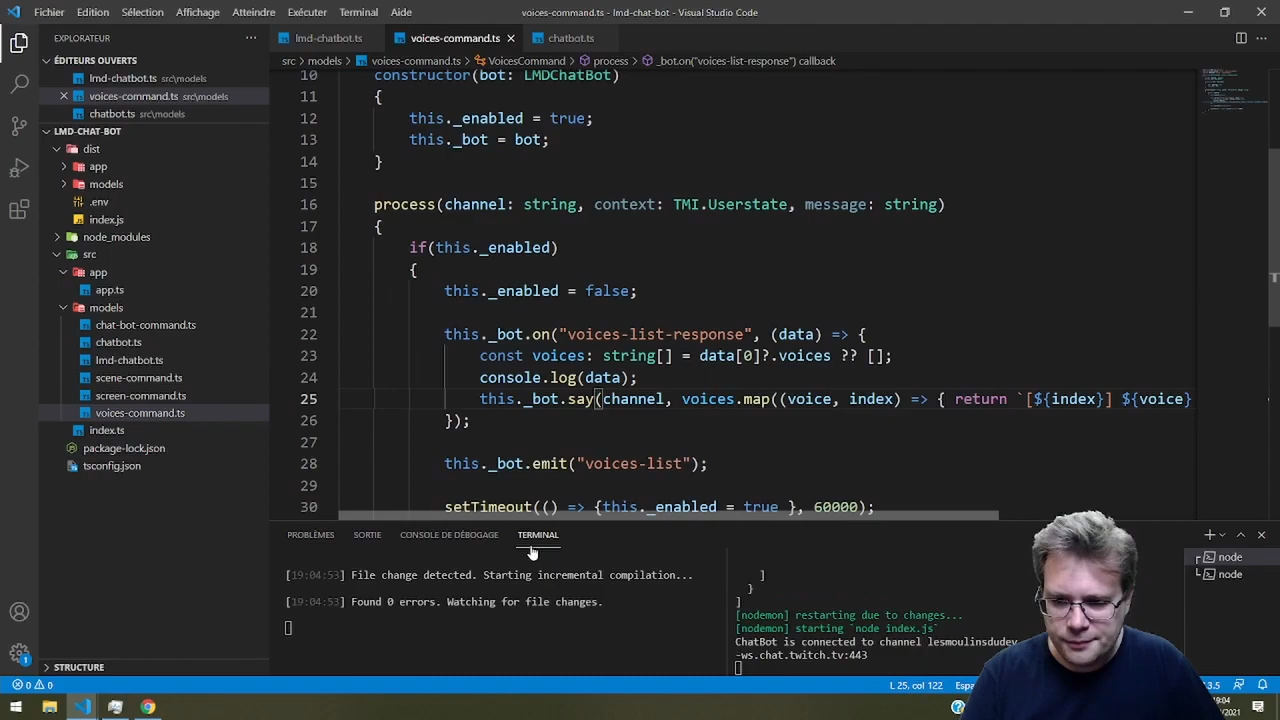 Fichier Edition Sélection Affichage Atteindre Exécuter Terminal Aide voices-command.ts - lmd-chat-bot - Visual Studio Code
EXPLORATEUR
lmd-chatbot.ts voices-command.ts chatbot.ts
ÉDITEURS OUVERTS
lmd-chatbot.ts src\models
voices-command.ts src\models
chatbot.ts src\models
LMD-CHAT-BOT
dist
app
models
.env
index.js
node_modules
src
app
app.ts
models
chat-bot-command.ts
chatbot.ts
lmd-chatbot.ts
scene-command.ts
screen-command.ts
voices-command.ts
index.ts
package-lock.json
tsconfig.json
STRUCTURE
src > models > voices-command.ts > VoicesCommand > process > _bot.on("voices-list-response") callback
10 constructor(bot: LMDChatBot)
11 {
12 this._enabled = true;
13 this._bot = bot;
14 }
15
16 process(channel: string, context: TMI.Userstate, message: string)
17 {
18 if(this._enabled)
19 {
20 this._enabled = false;
21
22 this._bot.on("voices-list-response", (data) => {
23 const voices: string[] = data[0]?.voices ?? [];
24 console.log(data);
25 this._bot.say(channel, voices.map((voice, index) => { return `[${index}] ${voice}
26 });
27
28 this._bot.emit("voices-list");
29
30 setTimeout(() => {this._enabled = true }, 60000);
PROBLÈMES SORTIE CONSOLE DE DÉBOGAGE TERMINAL
[19:04:53] File change detected. Starting incremental compilation...
[19:04:53] Found 0 errors. Watching for file changes.
]
}
]
[nodemon] restarting due to changes...
[nodemon] starting `node index.js`
ChatBot is connected to channel lesmoulinsdudev
-ws.chat.twitch.tv:443
node
node
0 0 L 25, col 122 Espa 3.5
19:04
/2021